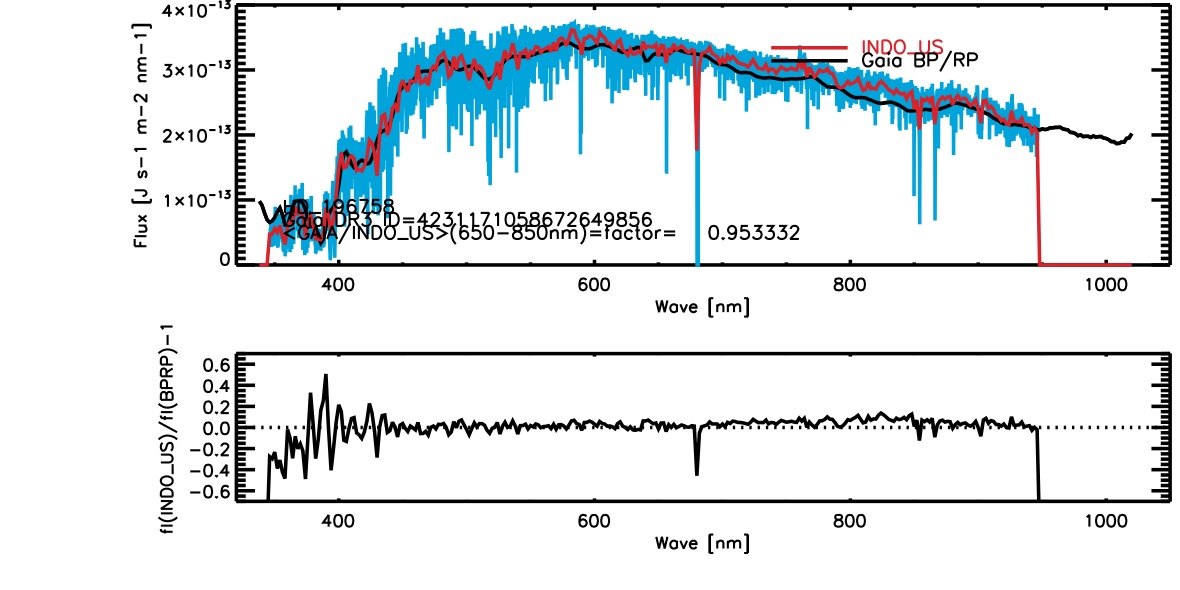 4×10−13
3×10−13
2×10−13
1×10−13
0
Flux [J s−1 m−2 nm−1]
INDO_US
Gaia BP/RP
HD_196758
Gaia DR3 ID=4231171058672649856
<GAIA/INDO_US>(650−850nm)=factor= 0.953332
400 600 800 1000
Wave [nm]
0.6
0.4
0.2
0.0
−0.2
−0.4
−0.6
fl(INDO_US)/fl(BPRP)−1
400 600 800 1000
Wave [nm]